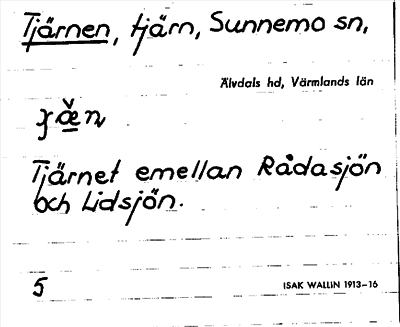 Tjärnen, tjärn, Sunnemo sn,
Älvdals hd, Värmlands län
Tjärnet emellan Rådasjön
och Lidsjön.
5 ISAK WALLIN 1913–16